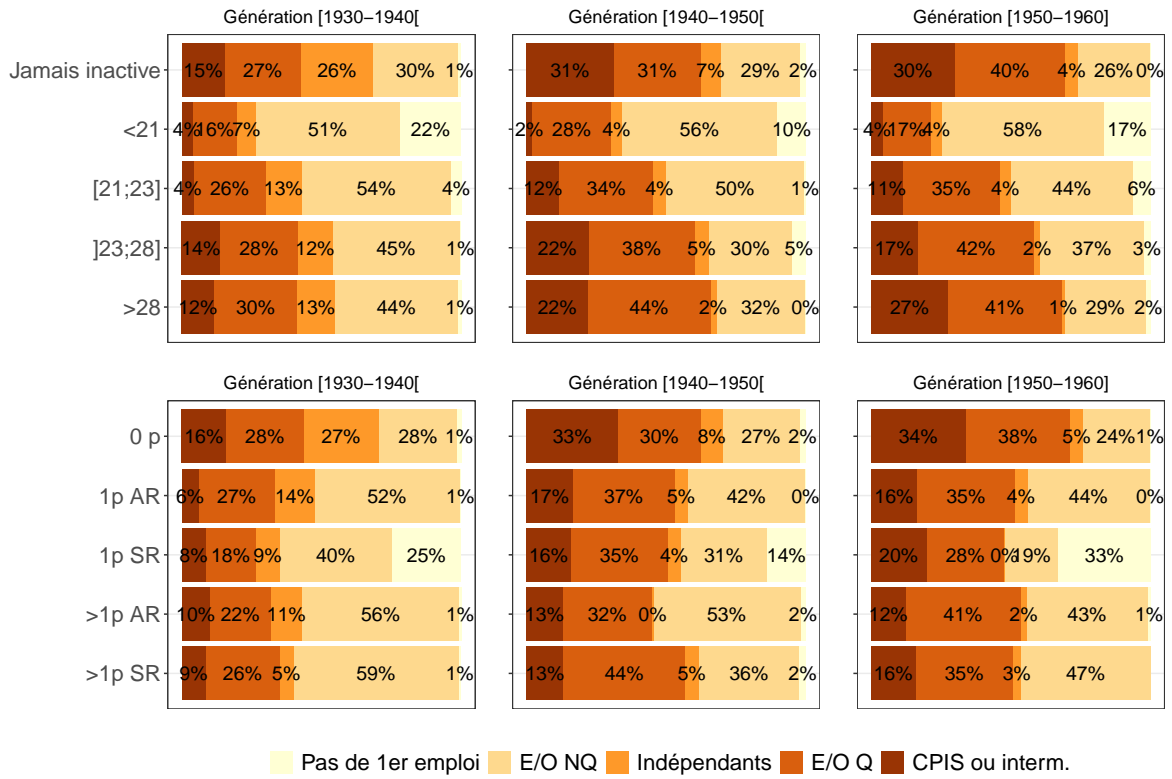 Génération [1930−1940[ Génération [1940−1950[ Génération [1950−1960]
Jamais inactive 15% 27% 26% 30% 1% 31% 31% 7% 29% 2% 30% 40% 4% 26% 0%
<21 4% 16% 7% 51% 22% 2% 28% 4% 56% 10% 4% 17% 4% 58% 17%
[21;23] 4% 26% 13% 54% 4% 12% 34% 4% 50% 1% 11% 35% 4% 44% 6%
]23;28] 14% 28% 12% 45% 1% 22% 38% 5% 30% 5% 17% 42% 2% 37% 3%
>28 12% 30% 13% 44% 1% 22% 44% 2% 32% 0% 27% 41% 1% 29% 2%
Génération [1930−1940[ Génération [1940−1950[ Génération [1950−1960]
0 p 16% 28% 27% 28% 1% 33% 30% 8% 27% 2% 34% 38% 5% 24% 1%
1p AR 6% 27% 14% 52% 1% 17% 37% 5% 42% 0% 16% 35% 4% 44% 0%
1p SR 8% 18% 9% 40% 25% 16% 35% 4% 31% 14% 20% 28% 0% 19% 33%
>1p AR 10% 22% 11% 56% 1% 13% 32% 0% 53% 2% 12% 41% 2% 43% 1%
>1p SR 9% 26% 5% 59% 1% 13% 44% 5% 36% 2% 16% 35% 3% 47%
Pas de 1er emploi E/O NQ Indépendants E/O Q CPIS ou interm.